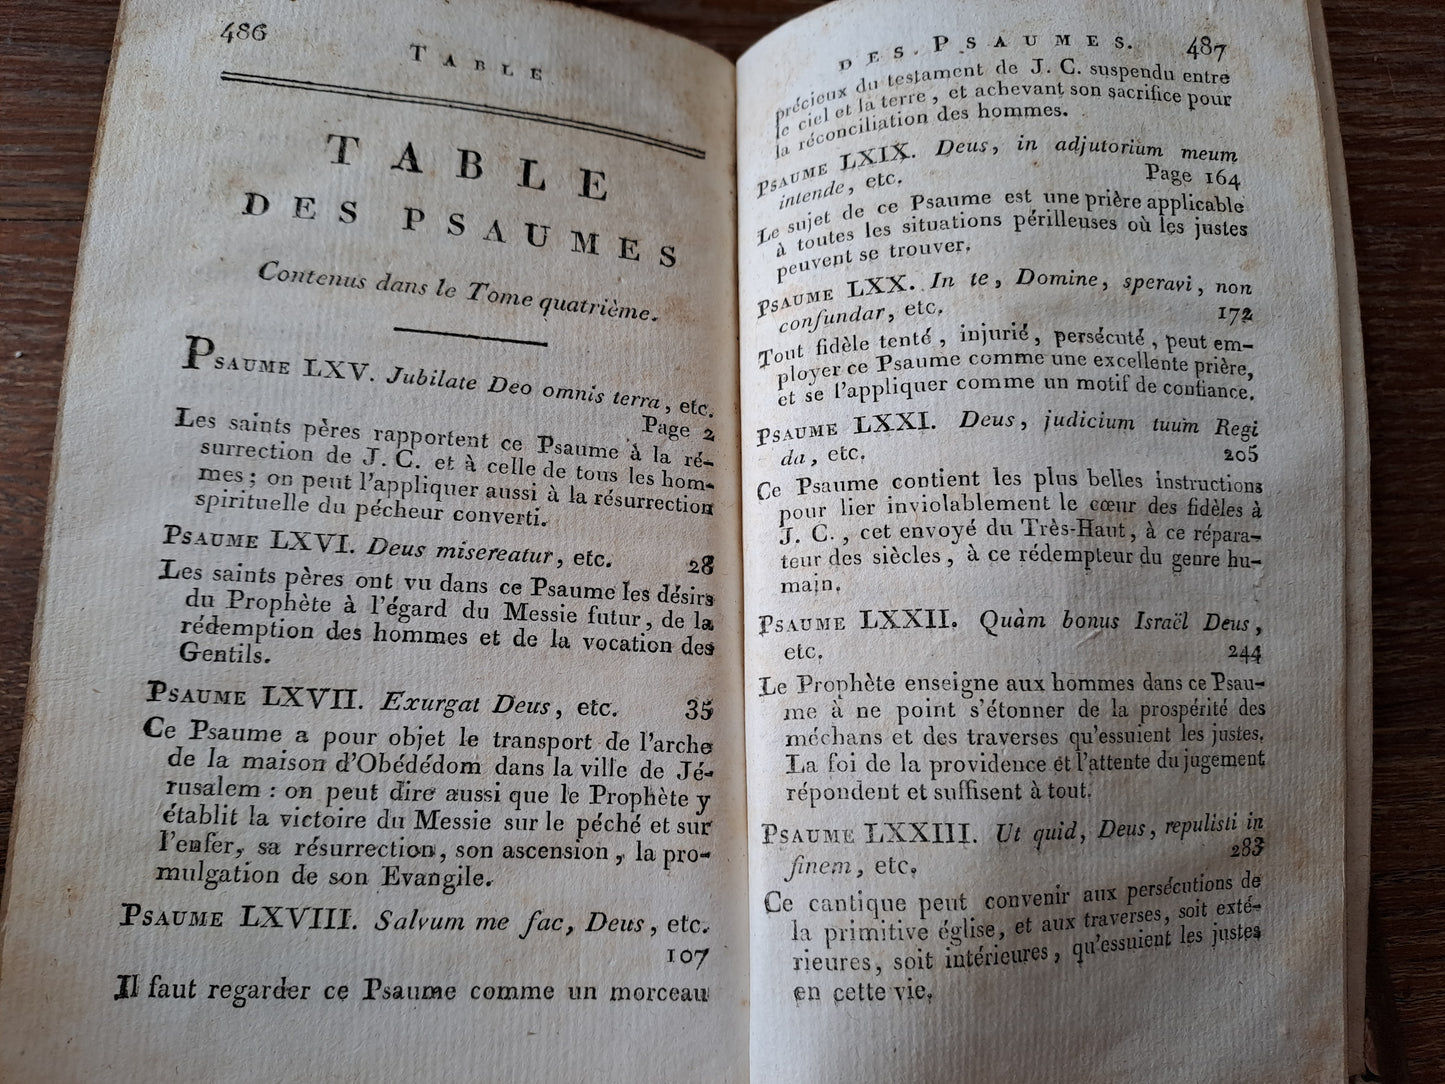 486
TABLE
TABLE
DES PSAUMES
Contenus dans le Tome quatrième.
PSAUME LXV. Jubilate Deo omnis terra, etc.
Page 2
Les saints pères rapportent ce Psaume à la ré-
surrection de J. C. et à celle de tous les hom-
mes ; on peut l'appliquer aussi à la résurrection
spirituelle du pécheur converti.
PSAUME LXVI. Deus misereatur, etc. 28
Les saints pères ont vu dans ce Psaume les désirs
du Prophète à l'égard du Messie futur, de la
rédemption des hommes et de la vocation des
Gentils.
PSAUME LXVII. Exurgat Deus, etc. 35
Ce Psaume a pour objet le transport de l'arche
de la maison d'Obédédom dans la ville de Jé-
rusalem : on peut dire aussi que le Prophète y
établit la victoire du Messie sur le péché et sur
l'enfer, sa résurrection, son ascension, la pro-
mulgation de son Evangile.
PSAUME LXVIII. Salvum me fac, Deus, etc.
107
Il faut regarder ce Psaume comme un morceau
DES PSAUMES. 487
précieux du testament de J. C. suspendu entre
le ciel et la terre, et achevant son sacrifice pour
la réconciliation des hommes.
PSAUME LXIX. Deus, in adjutorium meum
intende, etc. Page 164
Le sujet de ce Psaume est une prière applicable
à toutes les situations périlleuses où les justes
peuvent se trouver.
PSAUME LXX. In te, Domine, speravi, non
confundar, etc. 172
Tout fidèle tenté, injurié, persécuté, peut em-
ployer ce Psaume comme une excellente prière,
et se l'appliquer comme un motif de confiance.
PSAUME LXXI. Deus, judicium tuum Regi
da, etc. 205
Ce Psaume contient les plus belles instructions
pour lier inviolablement le cœur des fidèles à
J. C., cet envoyé du Très-Haut, à ce répara-
teur des siècles, à ce rédempteur du genre hu-
main.
PSAUME LXXII. Quàm bonus Israël Deus,
etc. 244
Le Prophète enseigne aux hommes dans ce Psau-
me à ne point s'étonner de la prospérité des
méchans et des traverses qu'essuient les justes.
La foi de la providence et l'attente du jugement
répondent et suffisent à tout.
PSAUME LXXIII. Ut quid, Deus, repulisti in
finem, etc. 283
Ce cantique peut convenir aux persécutions de
la primitive église, et aux traverses, soit exté-
rieures, soit intérieures, qu'essuient les justes
en cette vie.